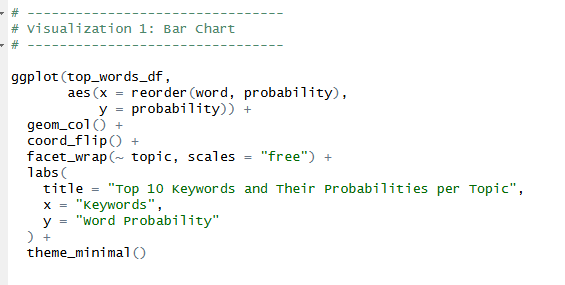 # --------------------------------
# Visualization 1: Bar Chart
# --------------------------------
ggplot(top_words_df,
       aes(x = reorder(word, probability),
           y = probability)) +
  geom_col() +
  coord_flip() +
  facet_wrap(~ topic, scales = "free") +
  labs(
    title = "Top 10 Keywords and Their Probabilities per Topic",
    x = "Keywords",
    y = "Word Probability"
  ) +
  theme_minimal()